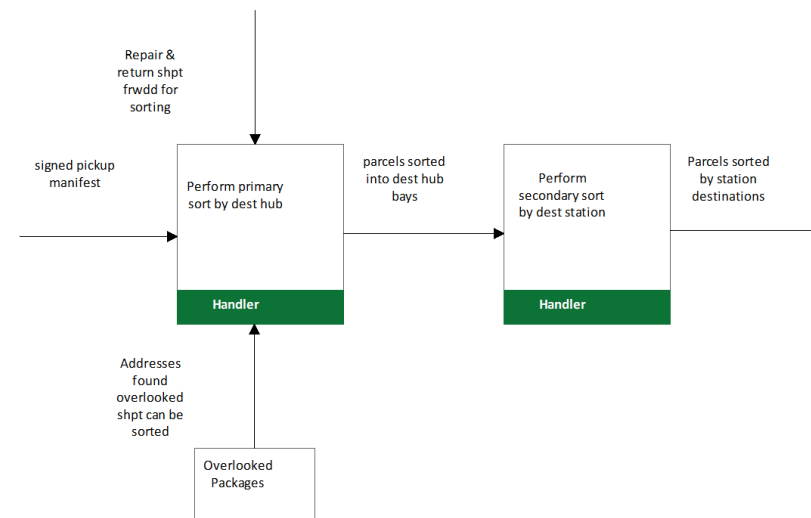 Repair &
return shpt
frwdd for
sorting
signed pickup
manifest
Perform primary
sort by dest hub
Handler
parcels sorted
into dest hub
bays
Perform
secondary sort
by dest station
Handler
Parcels sorted
by station
destinations
Addresses
found
overlooked
shpt can be
sorted
Overlooked
Packages